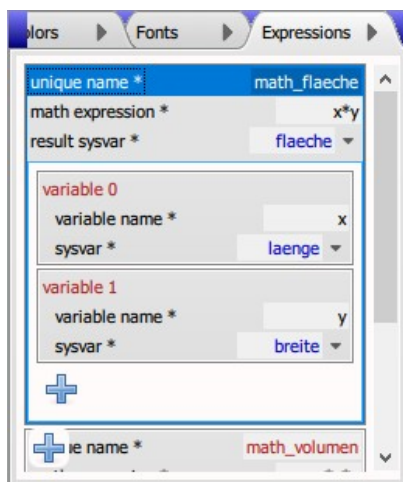 lors Fonts Expressions
unique name * math_flaeche
math expression * x*y
result sysvar * flaeche
variable 0
variable name * x
sysvar * laenge
variable 1
variable name * y
sysvar * breite
ue name * math_volumen